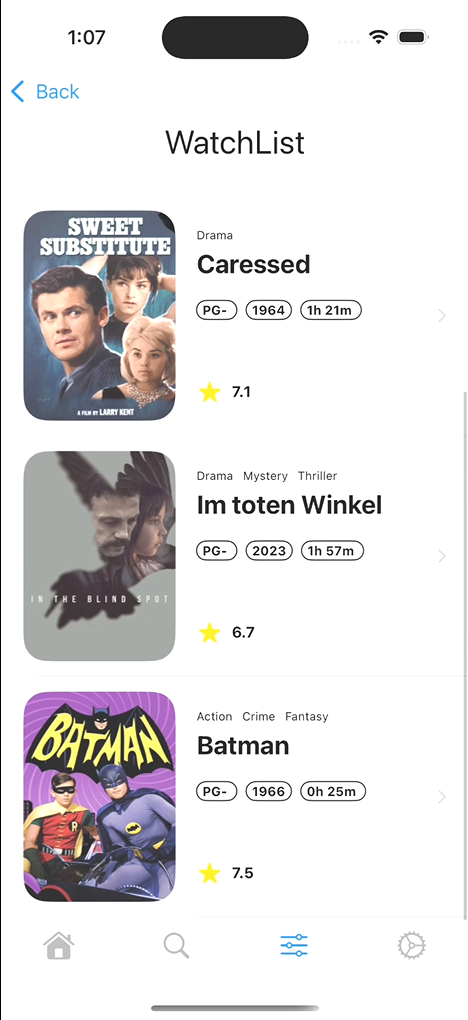 1:07
Back
WatchList
SWEET
SUBSTITUTE
A FILM BY LARRY KENT
Drama
Caressed
PG- 1964 1h 21m
7.1
IN THE BLIND SPOT
Drama Mystery Thriller
Im toten Winkel
PG- 2023 1h 57m
6.7
BATMAN
R
Action Crime Fantasy
Batman
PG- 1966 0h 25m
7.5